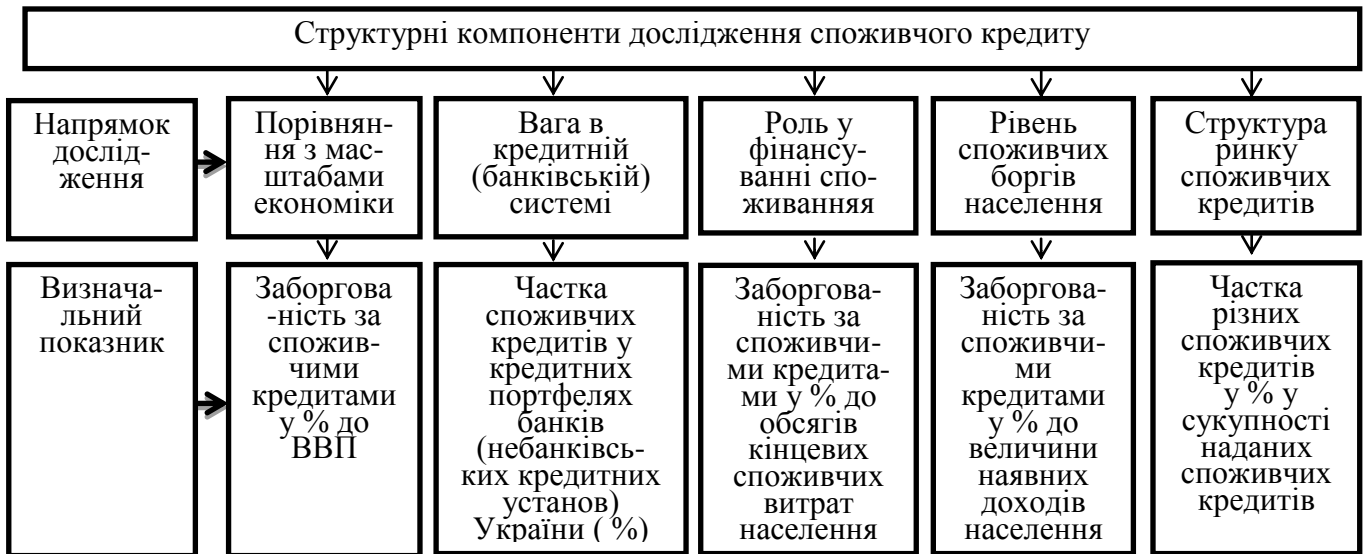 Структурні компоненти дослідження споживчого кредиту
Напрямок
дослід-
ження
Порівнян-
ня з мас-
штабами
економіки
Вага в
кредитній
(банківській)
системі
Роль у
фінансу-
ванні спо-
живанняя
Рівень
споживчих
боргів
населення
Структура
ринку
споживчих
кредитів
Визнача-
льний
показник
Заборгова
-ність за
спожив-
чими
кредитами
у % до
ВВП
Частка
споживчих
кредитів у
кредитних
портфелях
банків
(небанківсь-
ких кредитних
установ)
України ( %)
Заборгова-
ність за
споживчи-
ми кредита-
ми у % до
обсягів
кінцевих
споживчих
витрат
населення
Заборгова-
ність за
споживчи-
ми
кредитами
у % до
величини
наявних
доходів
населення
Частка
різних
споживчих
кредитів
у % у
сукупності
наданих
споживчих
кредитів